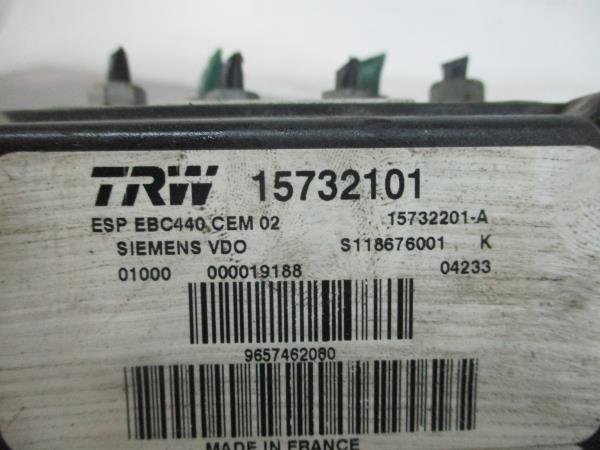 TRW 15732101
ESP EBC440 CEM 02 15732201-A
SIEMENS VDO S118676001 K
01000 000019188 04233
9657462080
MADE IN FRANCE